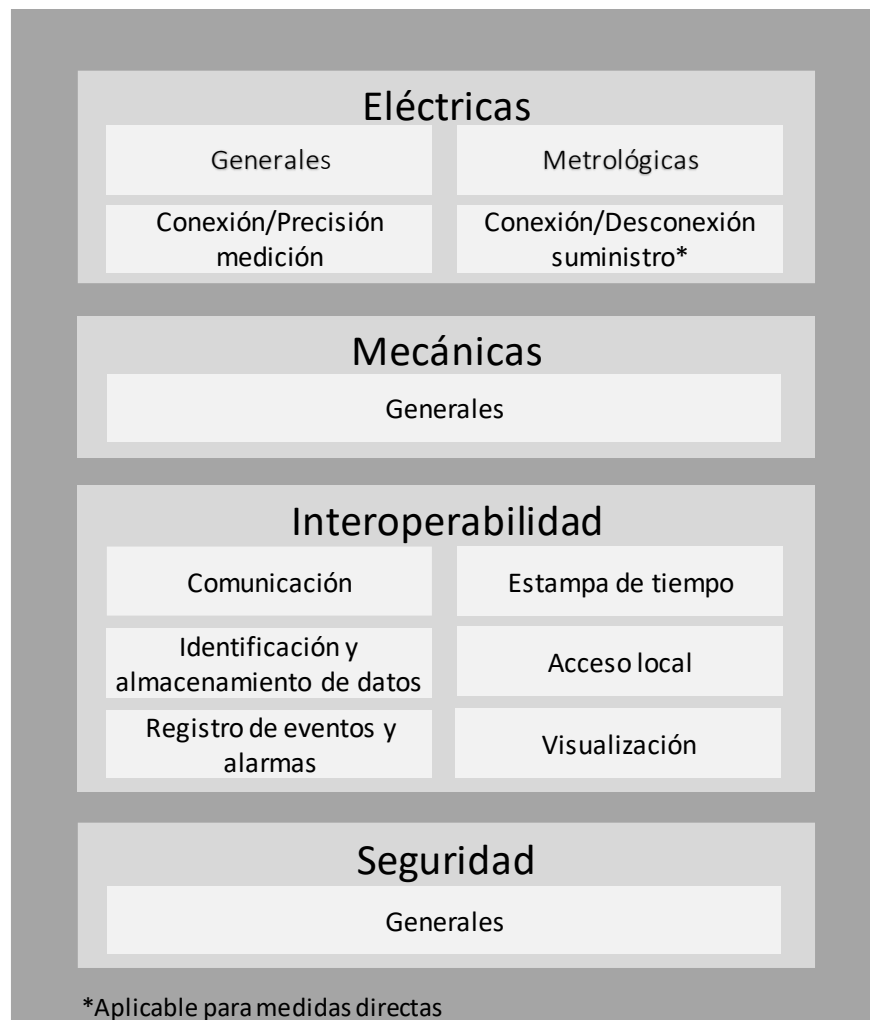 Eléctricas
Generales
Metrológicas
Conexión/Precisión
medición
Conexión/Desconexión
suministro*
Mecánicas
Generales
Interoperabilidad
Comunicación
Estampa de tiempo
Identificación y
almacenamiento de datos
Acceso local
Registro de eventos y
alarmas
Visualización
Seguridad
Generales
*Aplicable para medidas directas